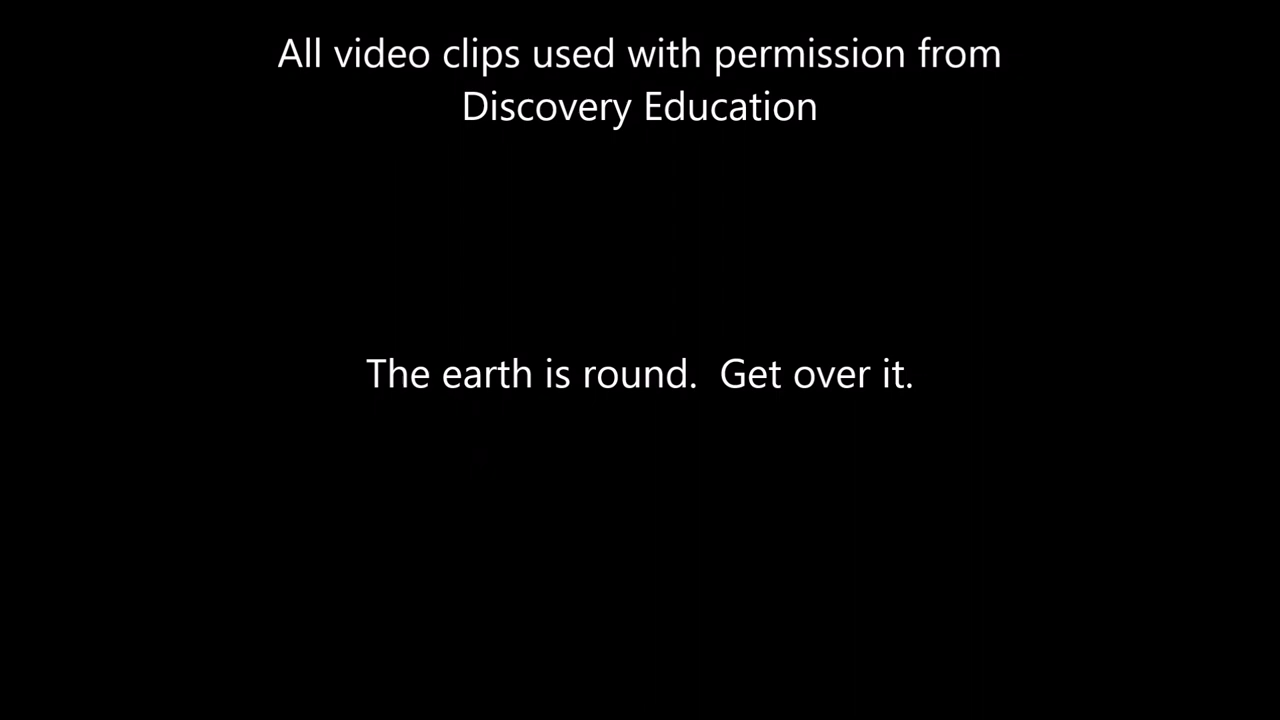 All video clips used with permission from
Discovery Education
The earth is round.  Get over it.